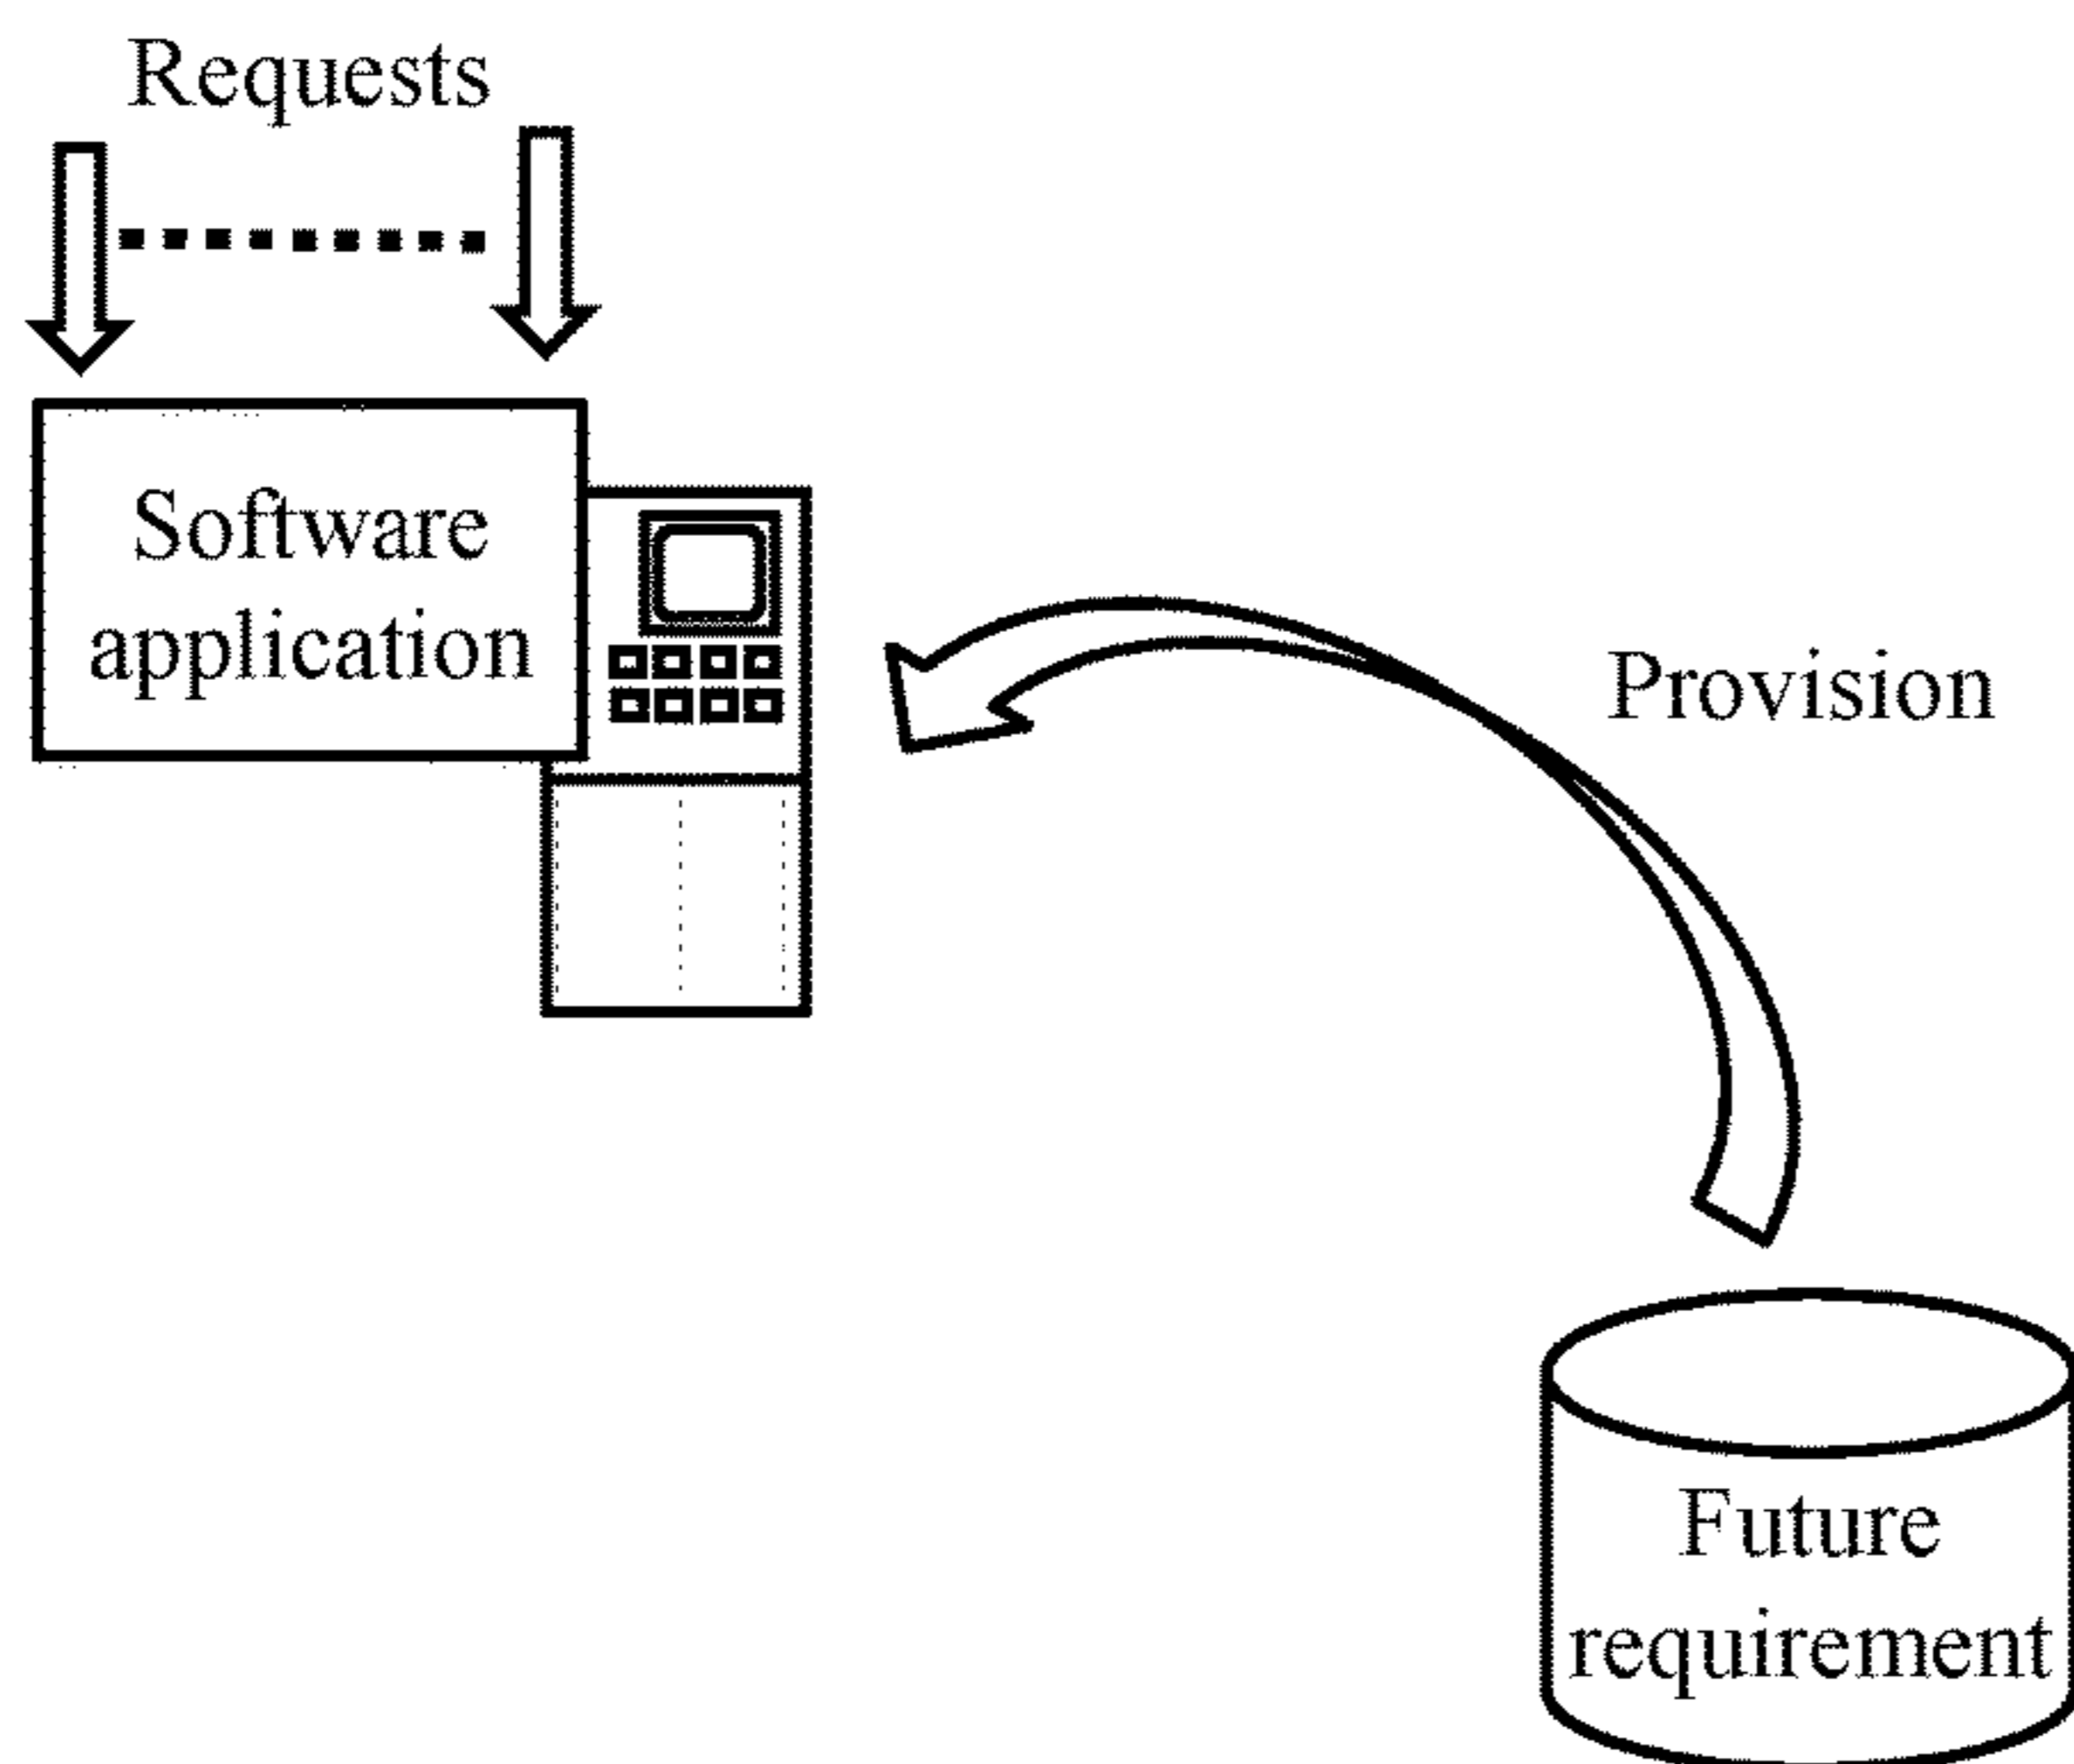 Requests
Software
application
Provision
Future
requirement